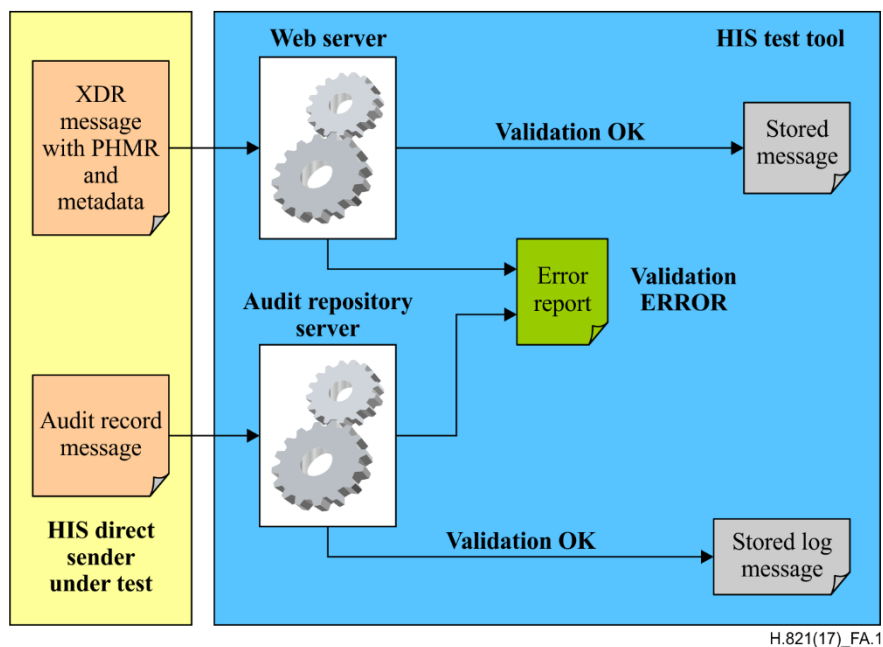 Web server
HIS test tool
XDR
message
with PHMR
and
metadata
Validation OK
Stored
message
Error
report
Validation
ERROR
Audit repository
server
Audit record
message
HIS direct
sender
under test
Validation OK
Stored log
message
H.821(17)_FA.1